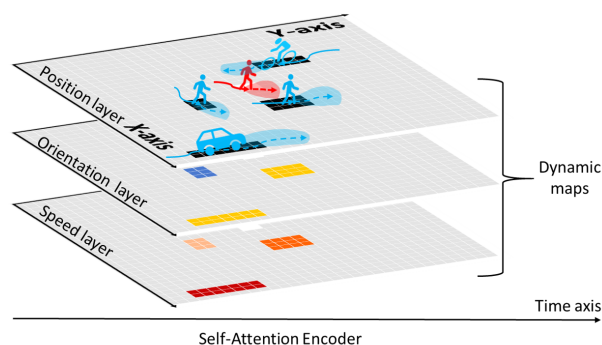 Y-axis
Position layer
X-axis
Orientation layer
Speed layer
Dynamic
maps
Time axis
Self-Attention Encoder